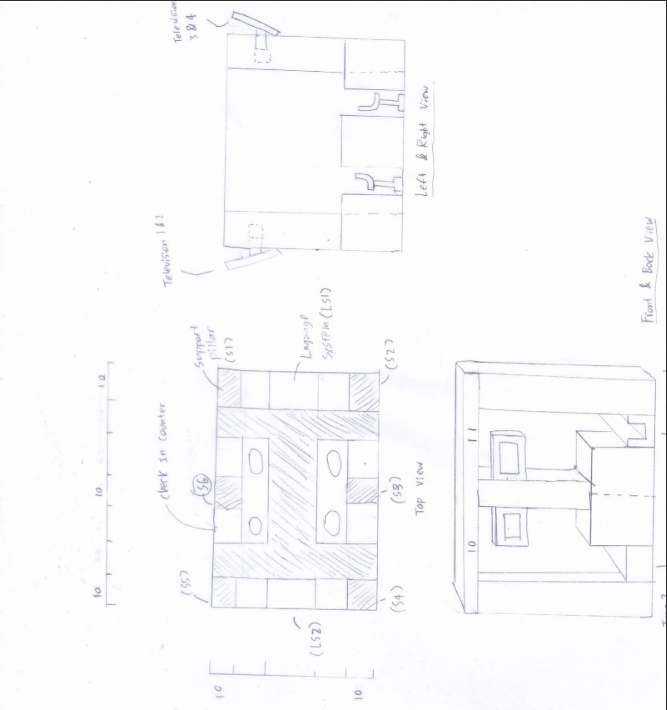 Television
3 & 4
Television 1 & 2
Left & Right View
Support
pillar
(S1)
Laguage
System (LS1)
(S2)
Check In Counter
(S6)
(S3)
Top View
(S5)
(S4)
(LS2)
10
10
10
10
10
10
11
Front & Back View